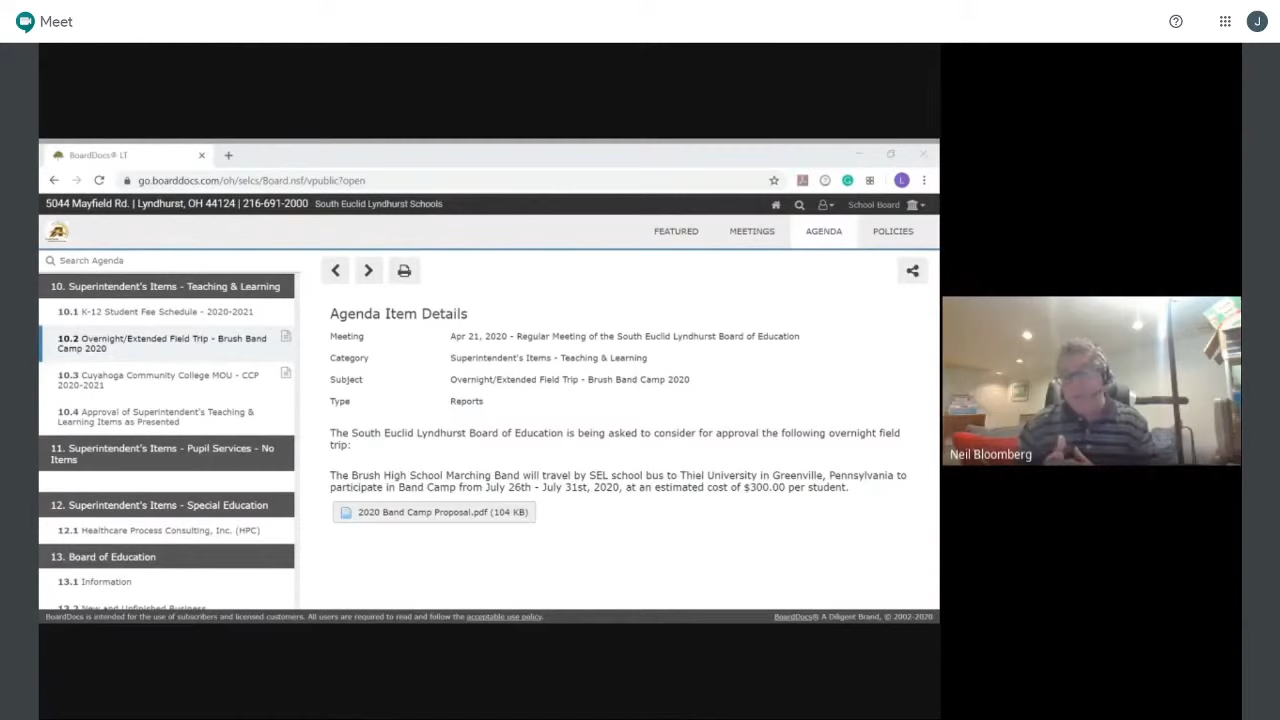 Meet
J
BoardDocs® LT
go.boarddocs.com/oh/selcs/Board.nsf/vpublic?open
L
5044 Mayfield Rd. | Lyndhurst, OH 44124 | 216-691-2000 South Euclid Lyndhurst Schools
School Board
FEATURED MEETINGS AGENDA POLICIES
Search Agenda
10. Superintendent's Items - Teaching & Learning
10.1 K-12 Student Fee Schedule - 2020-2021
10.2 Overnight/Extended Field Trip - Brush Band
Camp 2020
10.3 Cuyahoga Community College MOU - CCP
2020-2021
10.4 Approval of Superintendent's Teaching &
Learning Items as Presented
11. Superintendent's Items - Pupil Services - No
Items
12. Superintendent's Items - Special Education
12.1 Healthcare Process Consulting, Inc. (HPC)
13. Board of Education
13.1 Information
13.2 New and Unfinished Business
Agenda Item Details
Meeting Apr 21, 2020 - Regular Meeting of the South Euclid Lyndhurst Board of Education
Category Superintendent's Items - Teaching & Learning
Subject Overnight/Extended Field Trip - Brush Band Camp 2020
Type Reports
The South Euclid Lyndhurst Board of Education is being asked to consider for approval the following overnight field
trip:
The Brush High School Marching Band will travel by SEL school bus to Thiel University in Greenville, Pennsylvania to
participate in Band Camp from July 26th - July 31st, 2020, at an estimated cost of $300.00 per student.
2020 Band Camp Proposal.pdf (104 KB)
BoardDocs is intended for the use of subscribers and licensed customers. All users are required to read and follow the acceptable use policy.
BoardDocs® A Diligent Brand, © 2002-2020
Neil Bloomberg